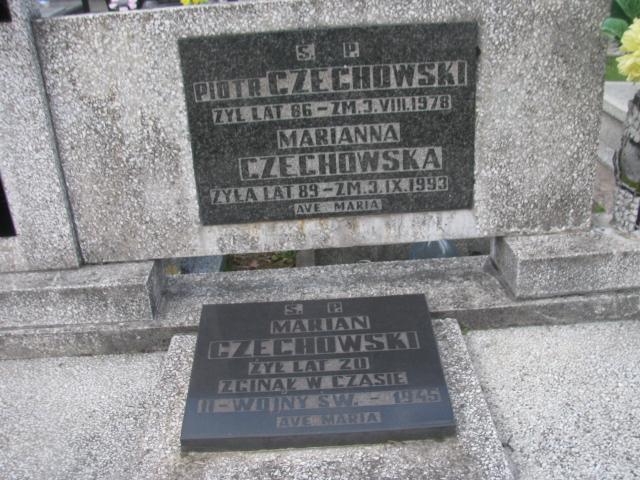 Ś. P.
PIOTR CZECHOWSKI
ŻYŁ LAT 86 - ZM. 3. VIII. 1978
MARIANNA
CZECHOWSKA
ŻYŁA LAT 89 - ZM. 3. IX. 1993
AVE MARIA
Ś. P.
MARIAN
CZECHOWSKI
ŻYŁ LAT 20
ZGINĄŁ W CZASIE
II - WOJNY ŚW. - 1945
AVE MARIA